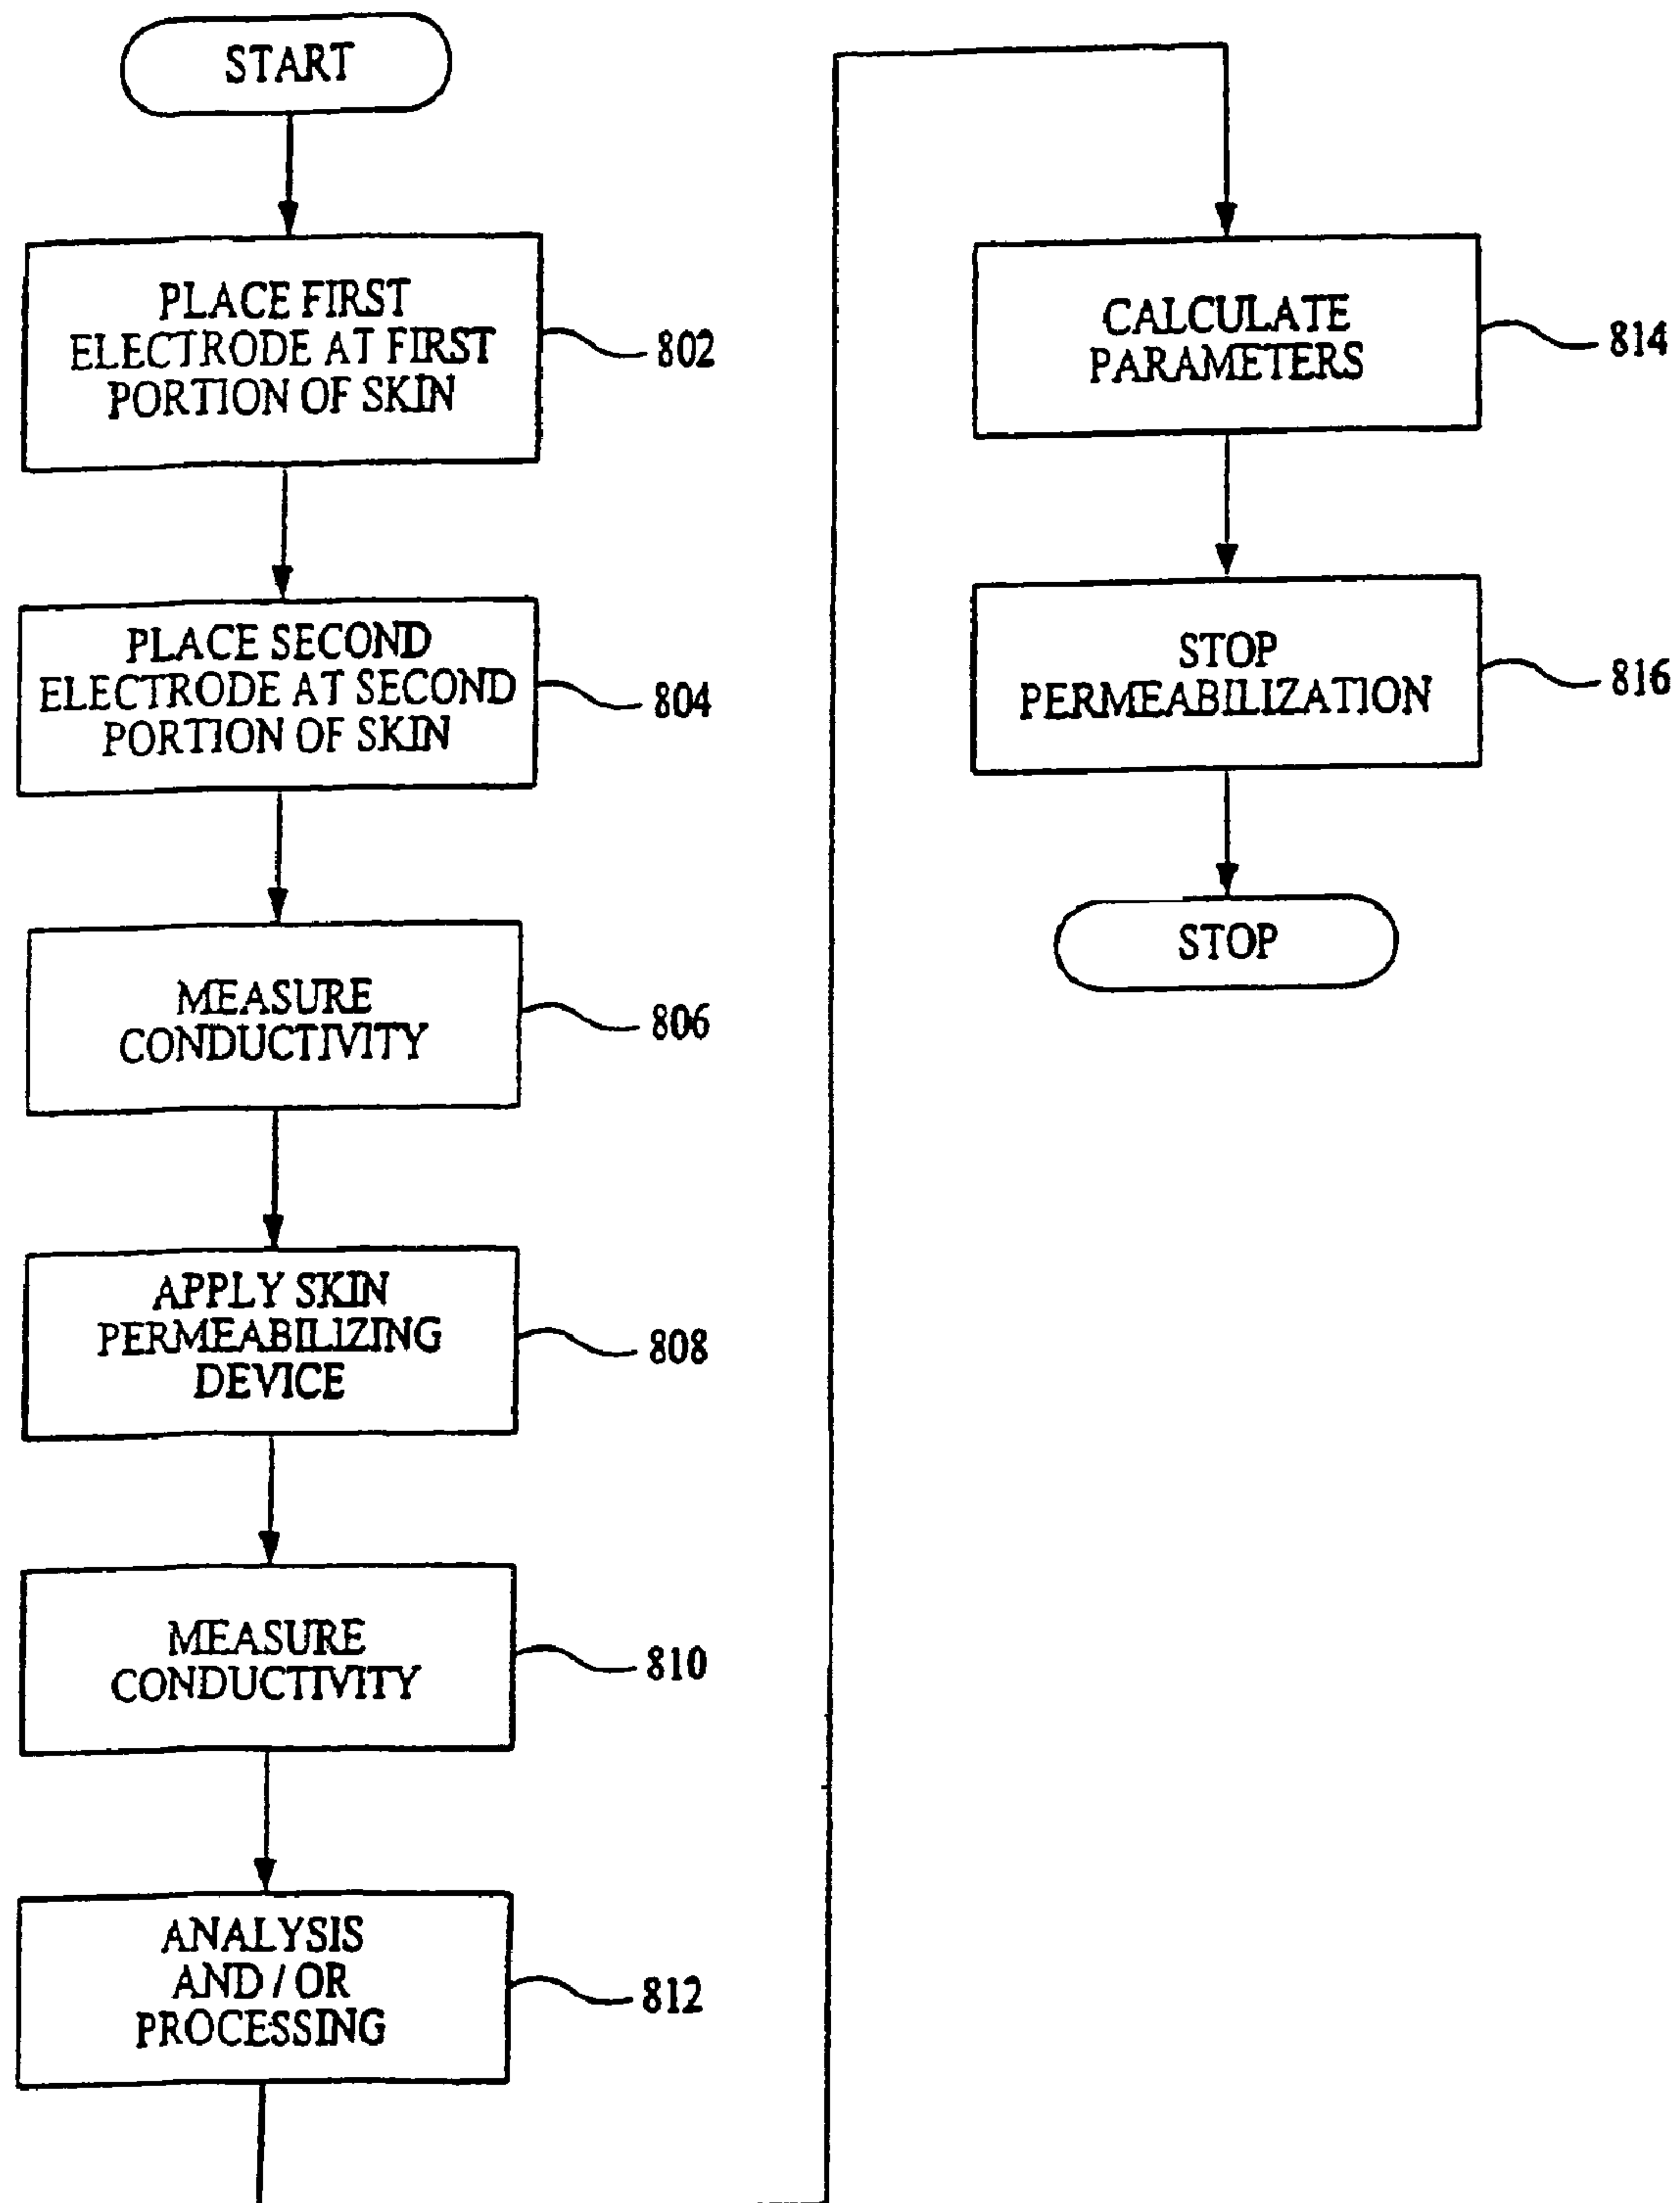 START
PLACE FIRST
ELECTRODE AT FIRST
PORTION OF SKIN
802
PLACE SECOND
ELECTRODE AT SECOND
PORTION OF SKIN
804
MEASURE
CONDUCTIVITY
806
APPLY SKIN
PERMEABILIZING
DEVICE
808
MEASURE
CONDUCTIVITY
810
ANALYSIS
AND / OR
PROCESSING
812
CALCULATE
PARAMETERS
814
STOP
PERMEABILIZATION
816
STOP